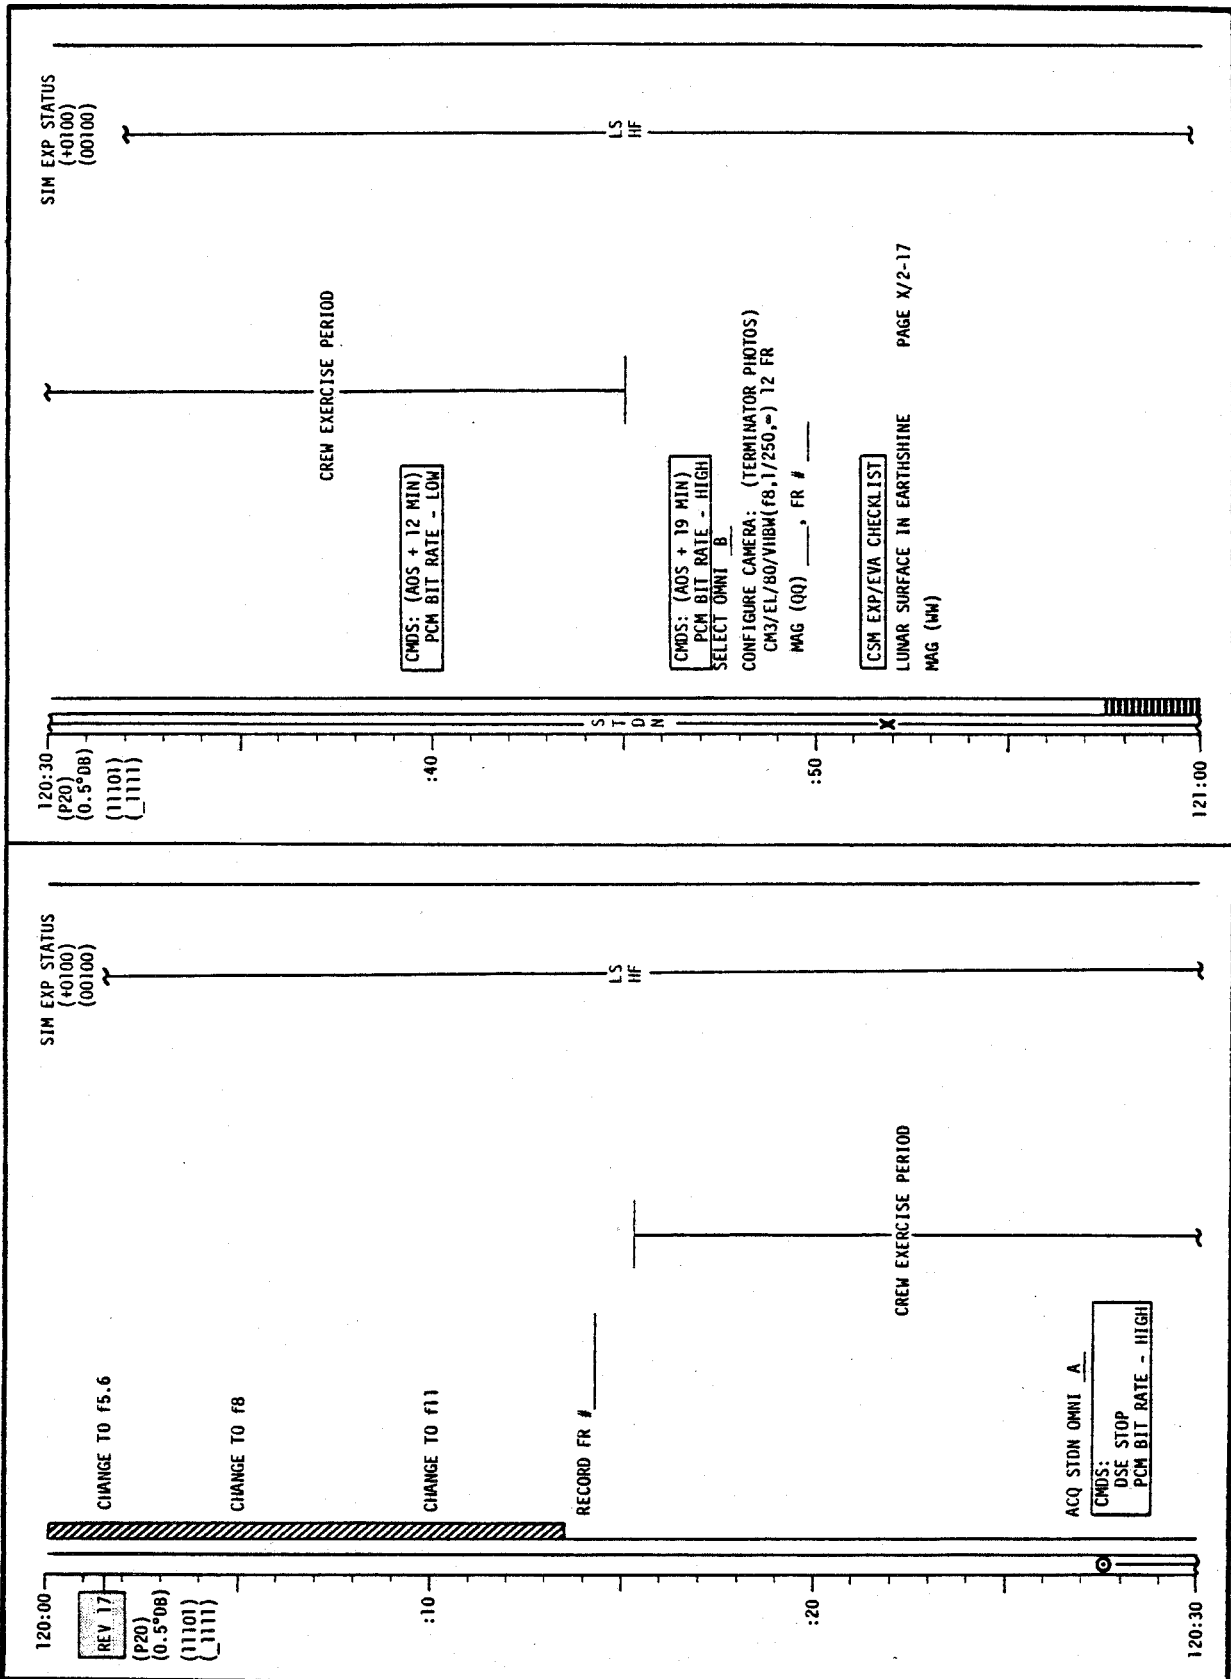 120:00
REV 17
(P20)
(0.5°DB)
(11101)
(_1111)
:10
:20
120:30
CHANGE TO f5.6
CHANGE TO f8
CHANGE TO f11
RECORD FR # ______
CREW EXERCISE PERIOD
ACQ STDN OMNI A
CMDS:
DSE STOP
PCM BIT RATE - HIGH
SIM EXP STATUS
(+0100)
(00100)
LS
HF
120:30
(P20)
(0.5°DB)
(11101)
(_1111)
:40
:50
121:00
S
T
D
N
X
CREW EXERCISE PERIOD
CMDS: (AOS + 12 MIN)
PCM BIT RATE - LOW
CMDS: (AOS + 19 MIN)
PCM BIT RATE - HIGH
SELECT OMNI B
CONFIGURE CAMERA: (TERMINATOR PHOTOS)
CM3/EL/80/VHBW(f8,1/250,∞) 12 FR
MAG (QQ) ____, FR # ____
CSM EXP/EVA CHECKLIST
LUNAR SURFACE IN EARTHSHINE PAGE X/2-17
MAG (WW)
SIM EXP STATUS
(+0100)
(00100)
LS
HF